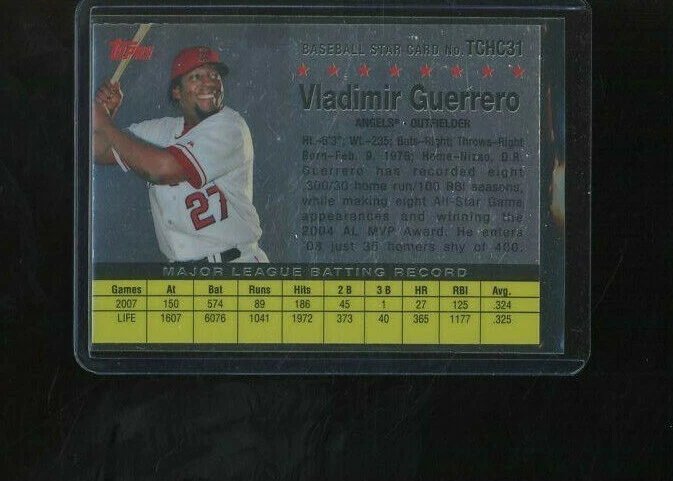 Topps
BASEBALL STAR CARD No. TCHC31
Vladimir Guerrero
ANGELS • OUTFIELDER
Ht.-6'3"; Wt.-235; Bats-Right; Throws-Right
Born-Feb. 9, 1976; Home-Nizao, D.R.
Guerrero has recorded eight
.300/30 home run/100 RBI seasons,
while making eight All-Star Game
appearances and winning the
2004 AL MVP Award. He enters
'08 just 35 homers shy of 400.
27
MAJOR LEAGUE BATTING RECORD
Games At Bat Runs Hits 2 B 3 B HR RBI Avg.
2007 150 574 89 186 45 1 27 125 .324
LIFE 1607 6076 1041 1972 373 40 365 1177 .325